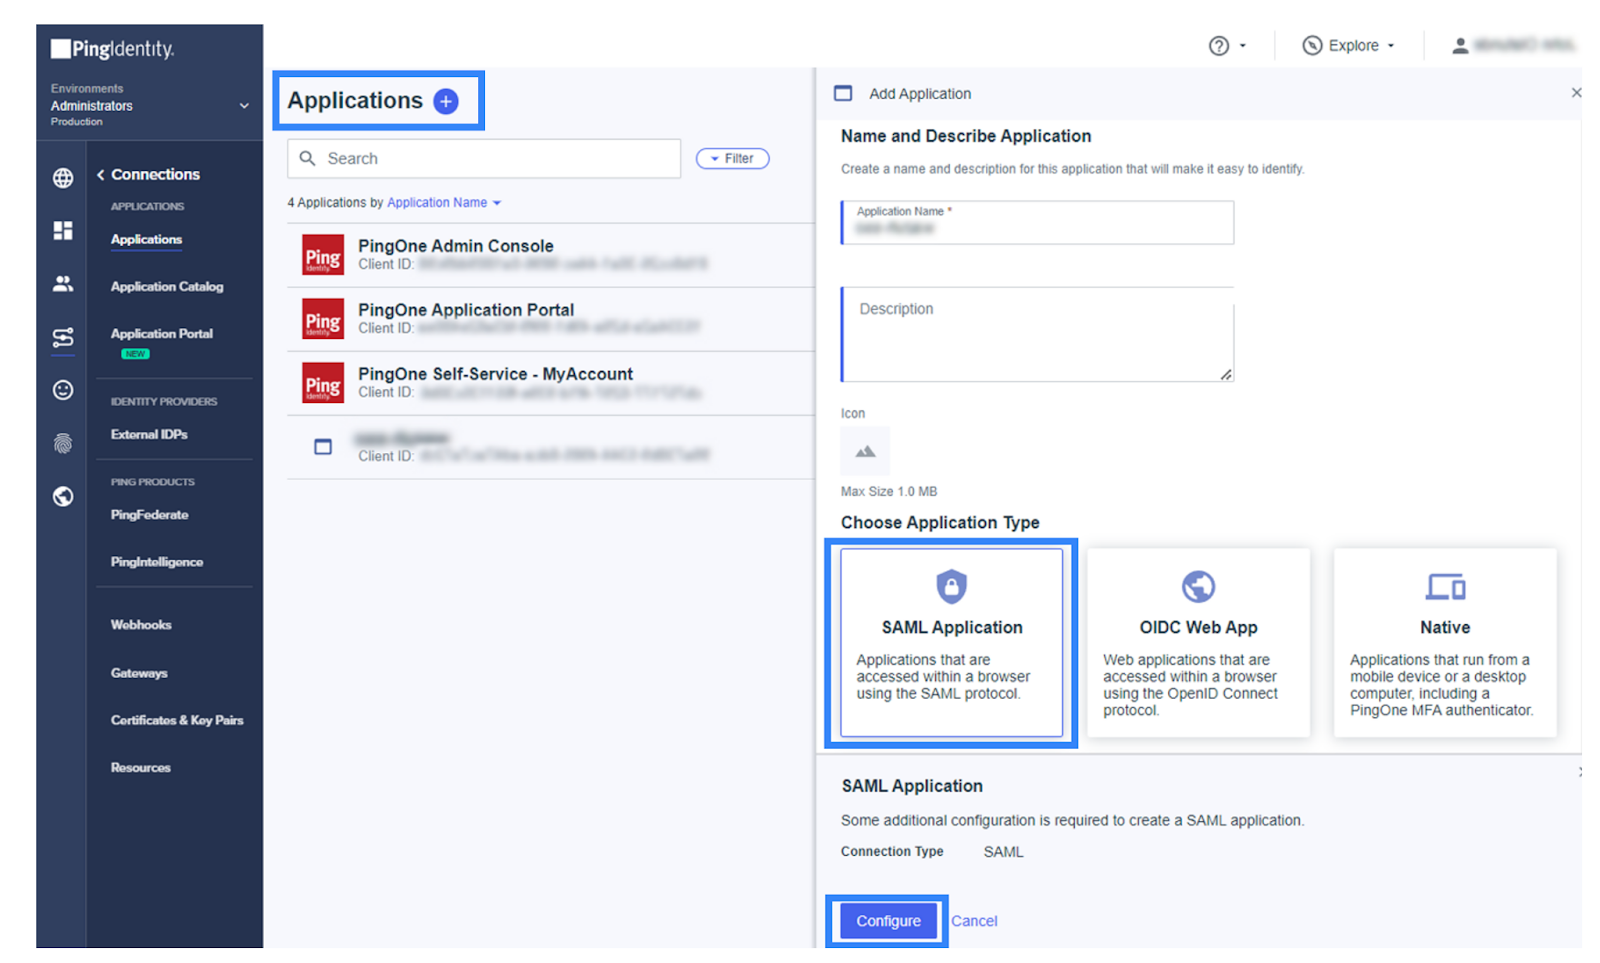 PingIdentity.
Environments
Administrators
Production
Explore
Connections
APPLICATIONS
Applications
Application Catalog
Application Portal
NEW
IDENTITY PROVIDERS
External IDPs
PING PRODUCTS
PingFederate
PingIntelligence
Webhooks
Gateways
Certificates & Key Pairs
Resources
Applications
Search
Filter
4 Applications by Application Name
Ping
Identity
PingOne Admin Console
Client ID:
Ping
Identity
PingOne Application Portal
Client ID:
Ping
Identity
PingOne Self-Service - MyAccount
Client ID:
Client ID:
Add Application
Name and Describe Application
Create a name and description for this application that will make it easy to identify.
Application Name *
Description
Icon
Max Size 1.0 MB
Choose Application Type
SAML Application
Applications that are
accessed within a browser
using the SAML protocol.
OIDC Web App
Web applications that are
accessed within a browser
using the OpenID Connect
protocol.
Native
Applications that run from a
mobile device or a desktop
computer, including a
PingOne MFA authenticator.
SAML Application
Some additional configuration is required to create a SAML application.
Connection Type SAML
Configure Cancel